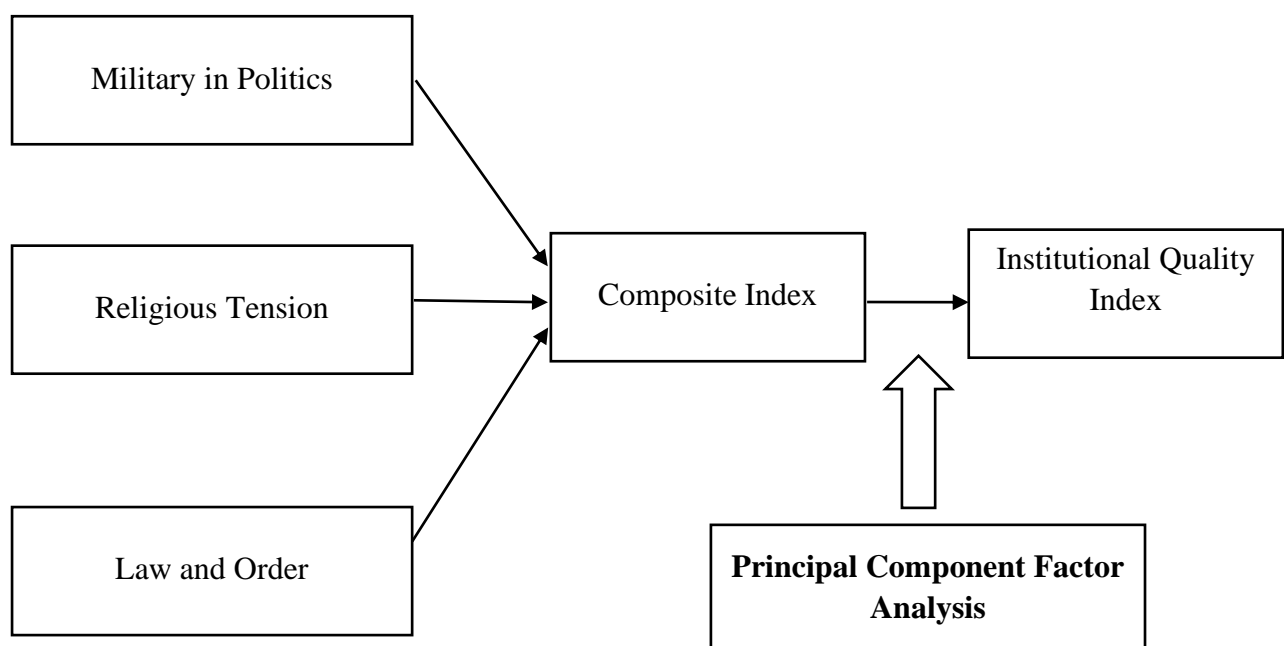 Military in Politics
Religious Tension
Law and Order
Composite Index
Institutional Quality
Index
Principal Component Factor
Analysis